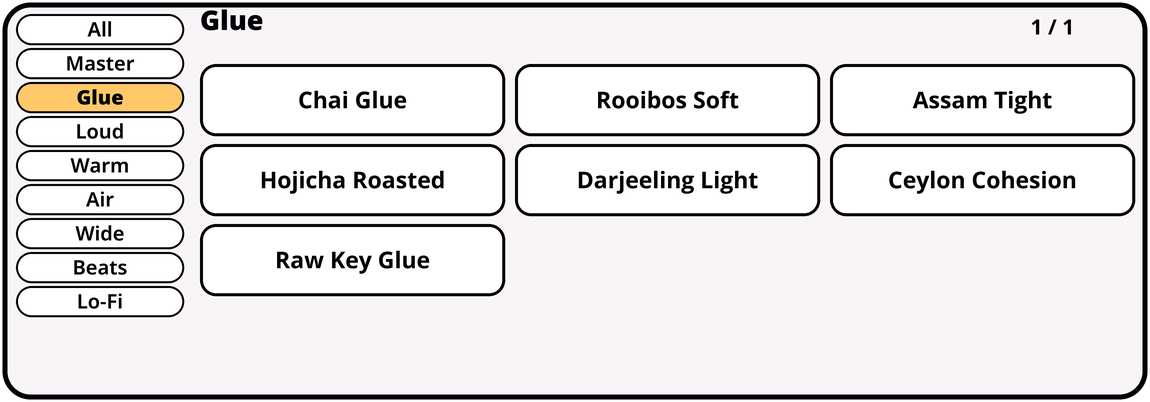 All
Master
Glue
Loud
Warm
Air
Wide
Beats
Lo-Fi
Glue
1 / 1
Chai Glue
Rooibos Soft
Assam Tight
Hojicha Roasted
Darjeeling Light
Ceylon Cohesion
Raw Key Glue